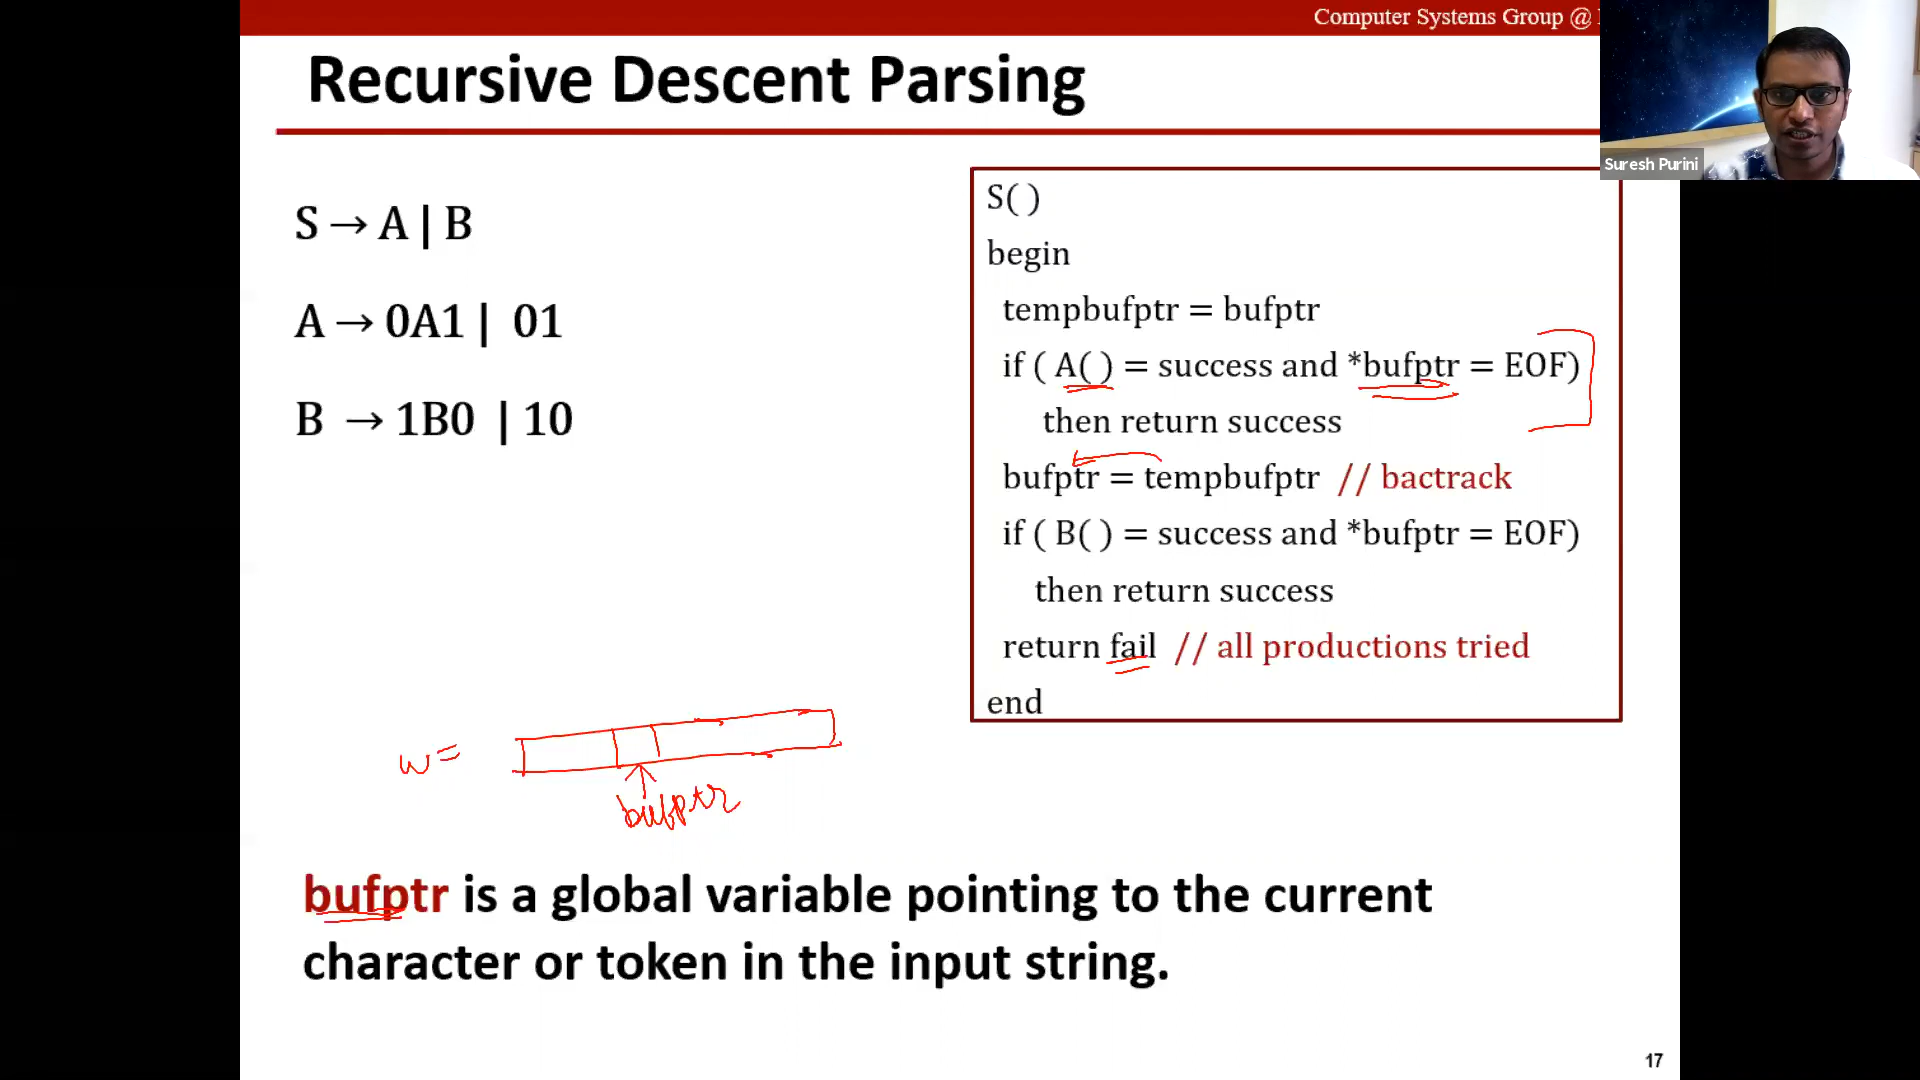 Computer Systems Group @
Recursive Descent Parsing
Suresh Purini
S → A | B
A → 0A1 | 01
B → 1B0 | 10
S( )
begin
tempbufptr = bufptr
if ( A( ) = success and *bufptr = EOF)
then return success
bufptr = tempbufptr // bactrack
if ( B( ) = success and *bufptr = EOF)
then return success
return fail // all productions tried
end
w =
bufptr
bufptr is a global variable pointing to the current
character or token in the input string.
17